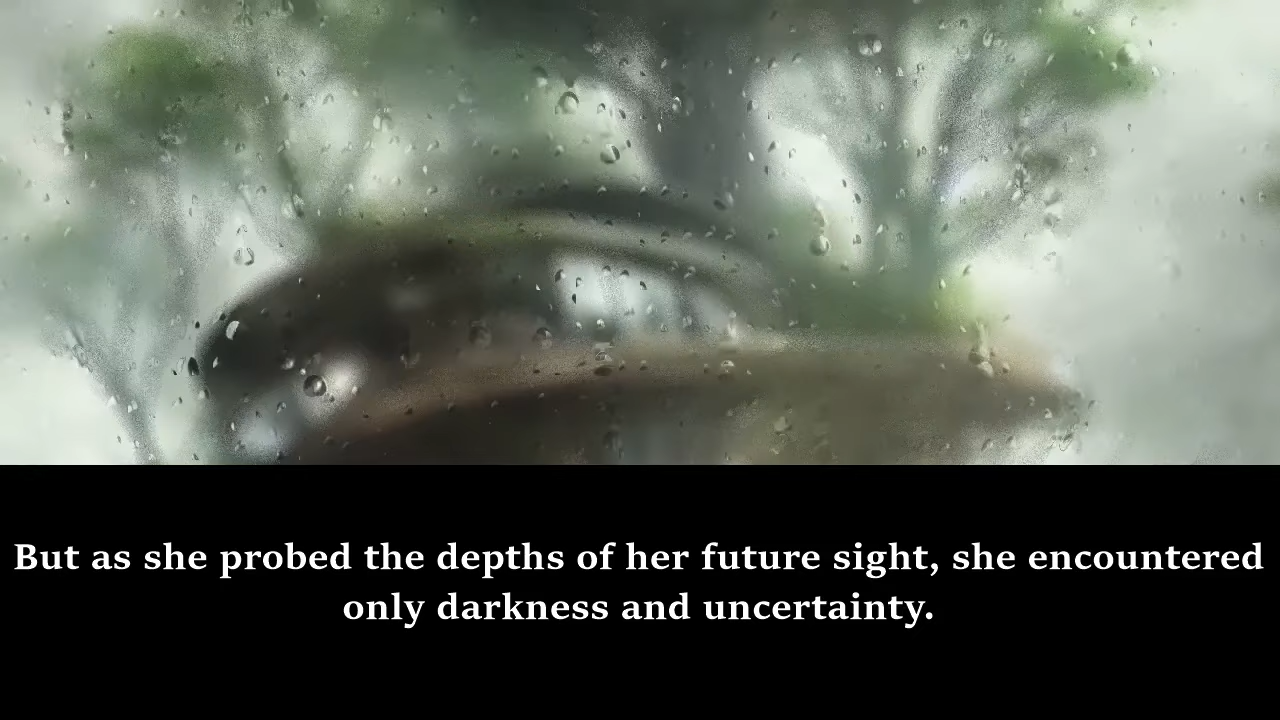 But as she probed the depths of her future sight, she encountered
only darkness and uncertainty.